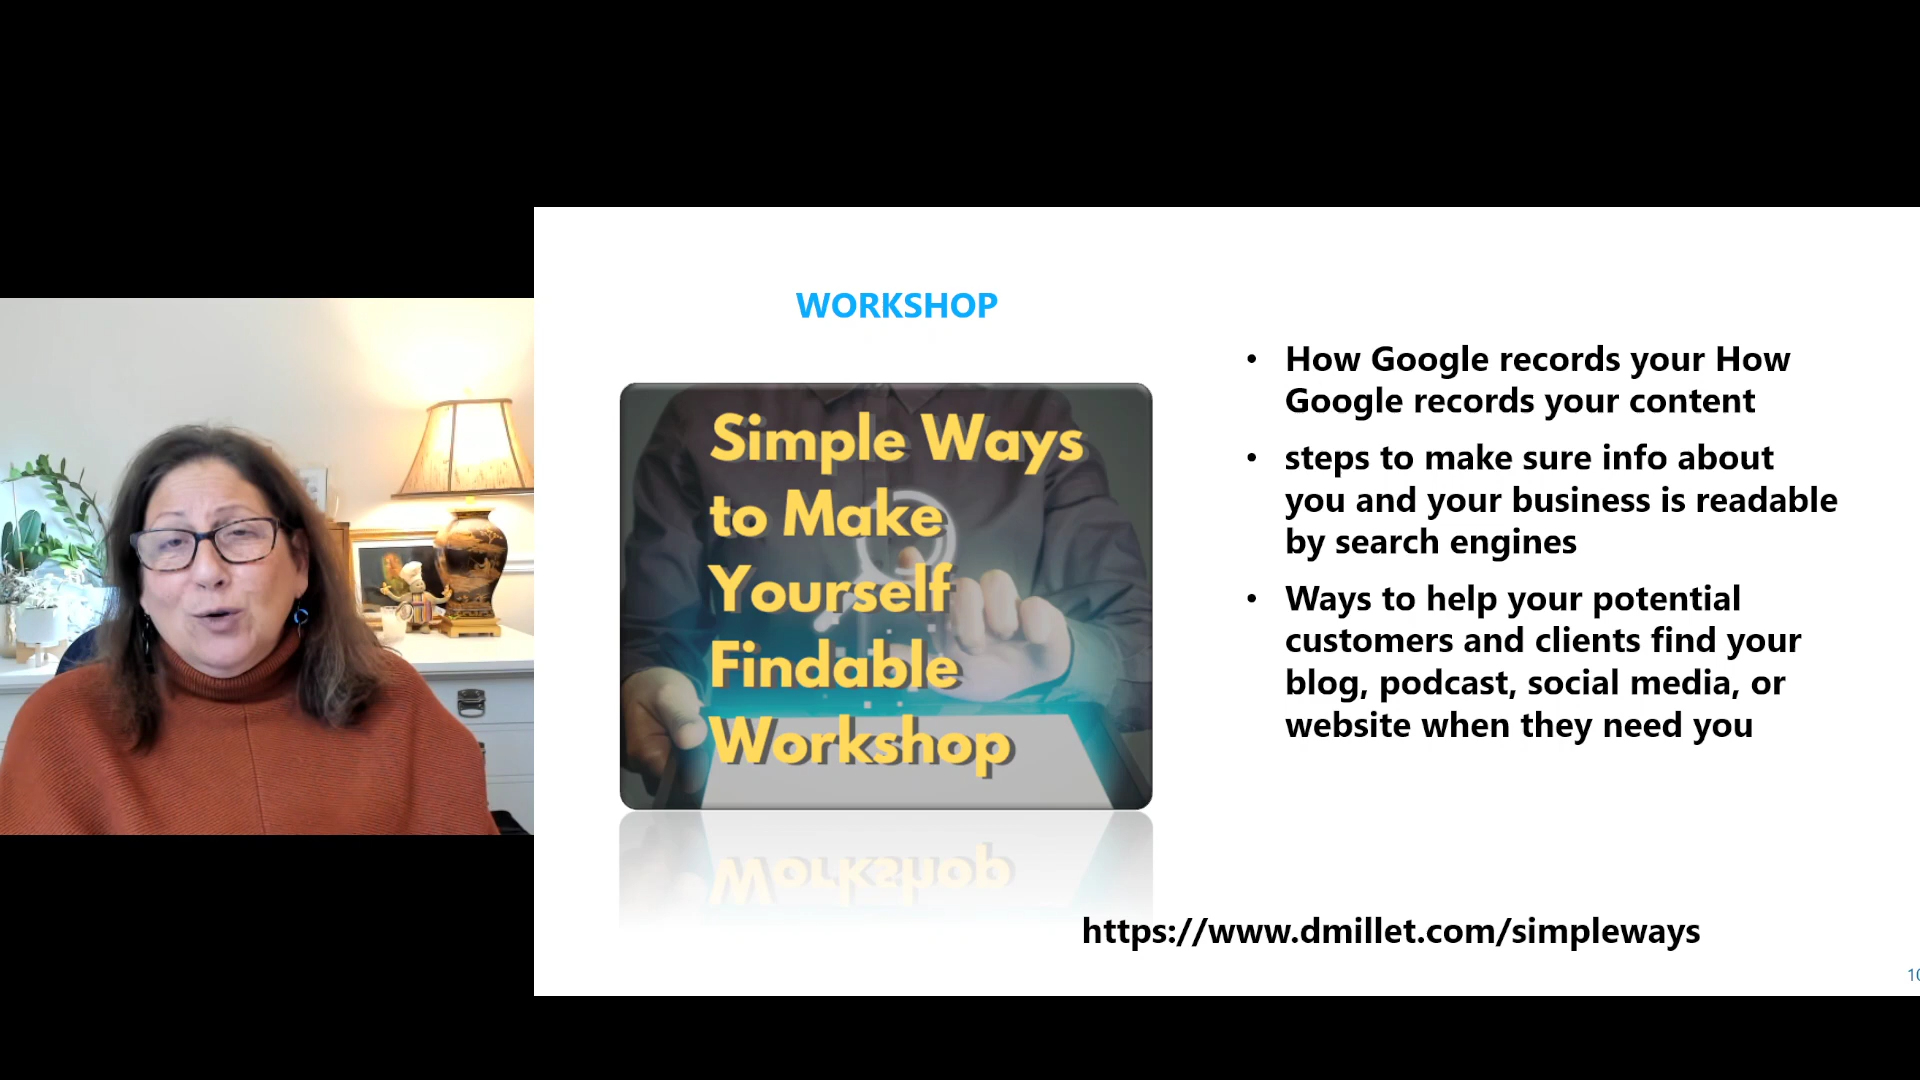 WORKSHOP
Simple Ways
to Make
Yourself
Findable
Workshop
• How Google records your How
Google records your content
• steps to make sure info about
you and your business is readable
by search engines
• Ways to help your potential
customers and clients find your
blog, podcast, social media, or
website when they need you
https://www.dmillet.com/simpleways